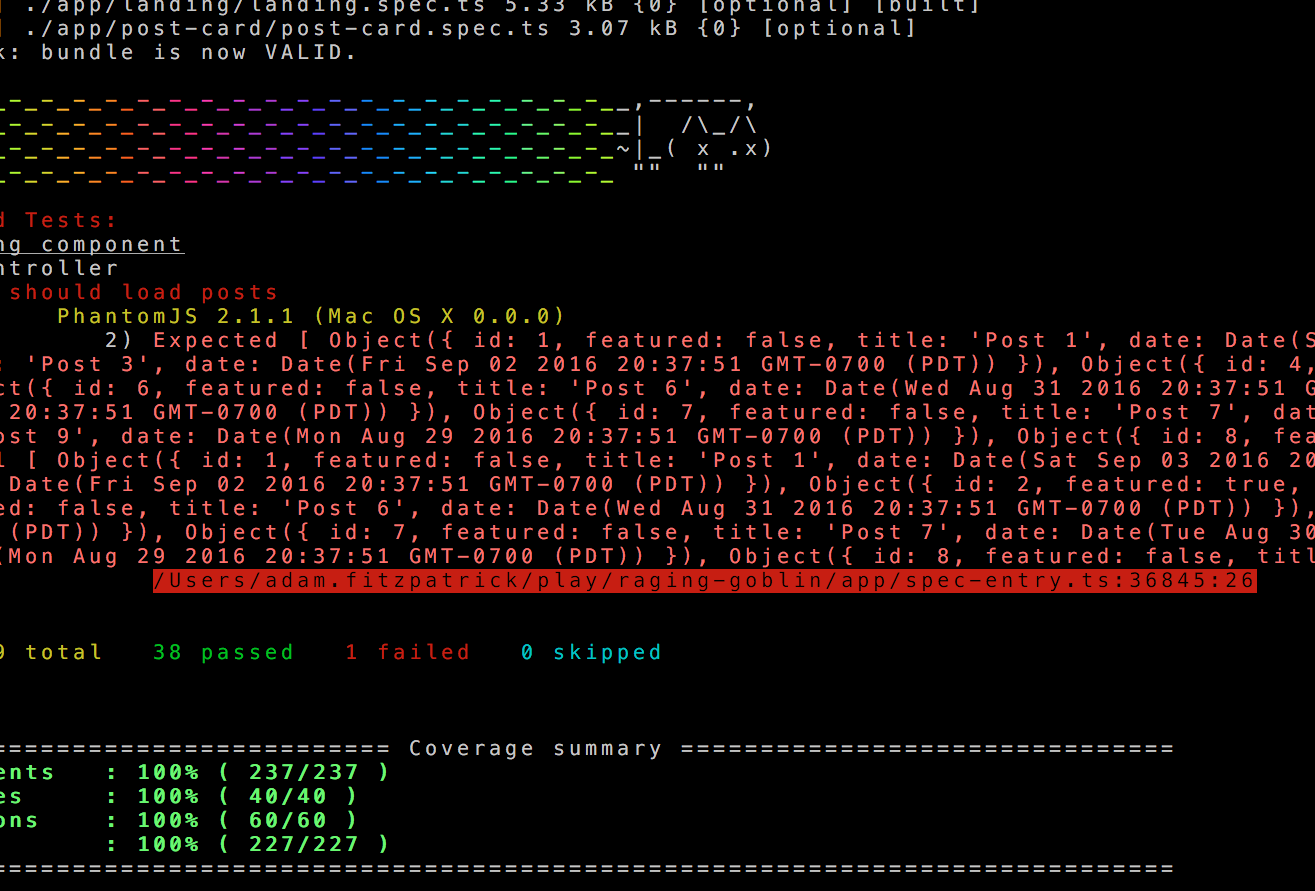 ./app/landing/landing.spec.ts 5.33 kB {0} [optional] [built]
./app/post-card/post-card.spec.ts 3.07 kB {0} [optional]
k: bundle is now VALID.
_-_-_-_-_-_-_-_-_-_-_-_-_-_-_-_-_-_-_-__,------,
_-_-_-_-_-_-_-_-_-_-_-_-_-_-_-_-_-_-_-__|  /\_/\
_-_-_-_-_-_-_-_-_-_-_-_-_-_-_-_-_-_-_-_~|_( x .x)
_-_-_-_-_-_-_-_-_-_-_-_-_-_-_-_-_-_-_-_ ""  ""
d Tests:
ng component
ntroller
should load posts
PhantomJS 2.1.1 (Mac OS X 0.0.0)
2) Expected [ Object({ id: 1, featured: false, title: 'Post 1', date: Date(S
: 'Post 3', date: Date(Fri Sep 02 2016 20:37:51 GMT-0700 (PDT)) }), Object({ id: 4,
ct({ id: 6, featured: false, title: 'Post 6', date: Date(Wed Aug 31 2016 20:37:51 G
20:37:51 GMT-0700 (PDT)) }), Object({ id: 7, featured: false, title: 'Post 7', dat
ost 9', date: Date(Mon Aug 29 2016 20:37:51 GMT-0700 (PDT)) }), Object({ id: 8, fea
l [ Object({ id: 1, featured: false, title: 'Post 1', date: Date(Sat Sep 03 2016 20
Date(Fri Sep 02 2016 20:37:51 GMT-0700 (PDT)) }), Object({ id: 2, featured: true,
ed: false, title: 'Post 6', date: Date(Wed Aug 31 2016 20:37:51 GMT-0700 (PDT)) }),
(PDT)) }), Object({ id: 7, featured: false, title: 'Post 7', date: Date(Tue Aug 30
(Mon Aug 29 2016 20:37:51 GMT-0700 (PDT)) }), Object({ id: 8, featured: false, titl
/Users/adam.fitzpatrick/play/raging-goblin/app/spec-entry.ts:36845:26
9 total   38 passed   1 failed   0 skipped
======================== Coverage summary ===============================
ents   : 100% ( 237/237 )
es     : 100% ( 40/40 )
ons    : 100% ( 60/60 )
: 100% ( 227/227 )
=========================================================================